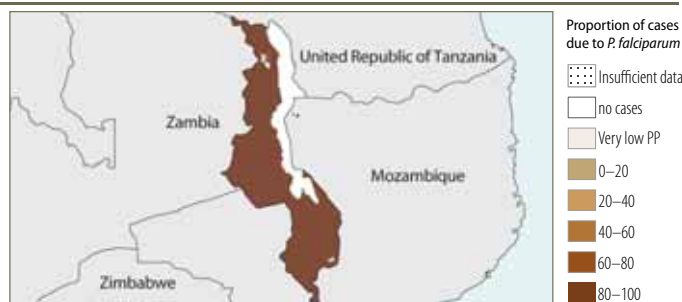 Proportion of cases
due to P. falciparum
United Republic of Tanzania
Insufficient data
no cases
Zambia
Very low PP
Mozambique
0–20
20–40
40–60
60–80
Zimbabwe
80–100